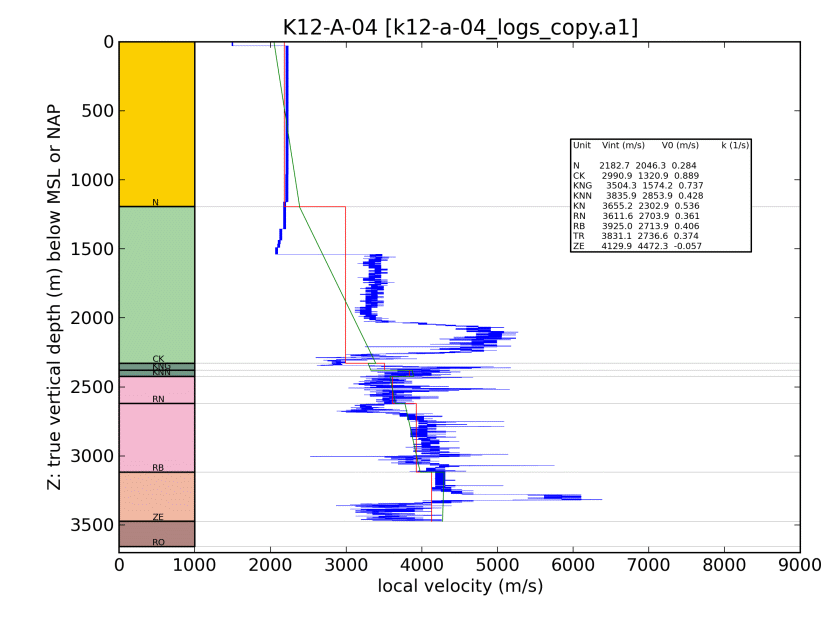 K12-A-04 [k12-a-04_logs_copy.a1]
Z: true vertical depth (m) below MSL or NAP
0
500
1000
1500
2000
2500
3000
3500
N
CK
KNG
KNN
RN
RB
ZE
RO
Unit Vint (m/s) V0 (m/s) k (1/s)
N 2182.7 2046.3 0.284
CK 2990.9 1320.9 0.889
KNG 3504.3 1574.2 0.737
KNN 3835.9 2853.9 0.428
KN 3655.2 2302.9 0.536
RN 3611.6 2703.9 0.361
RB 3925.0 2713.9 0.406
TR 3831.1 2736.6 0.374
ZE 4129.9 4472.3 -0.057
0 1000 2000 3000 4000 5000 6000 7000 8000 9000
local velocity (m/s)